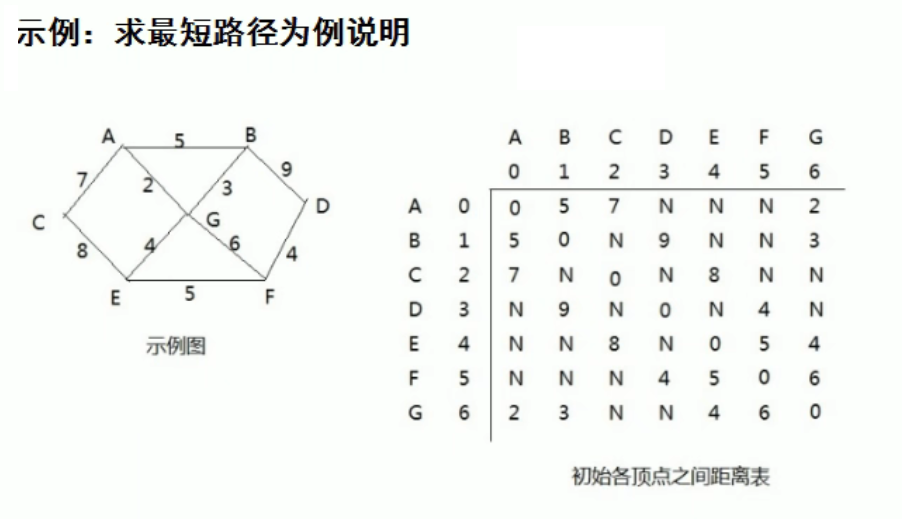 示例：求最短路径为例说明
A 5 B
7 2 3 9
C G D
8 4 6 4
E 5 F
示例图
A B C D E F G
0 1 2 3 4 5 6
A 0 0 5 7 N N N 2
B 1 5 0 N 9 N N 3
C 2 7 N 0 N 8 N N
D 3 N 9 N 0 N 4 N
E 4 N N 8 N 0 5 4
F 5 N N N 4 5 0 6
G 6 2 3 N N 4 6 0
初始各顶点之间距离表